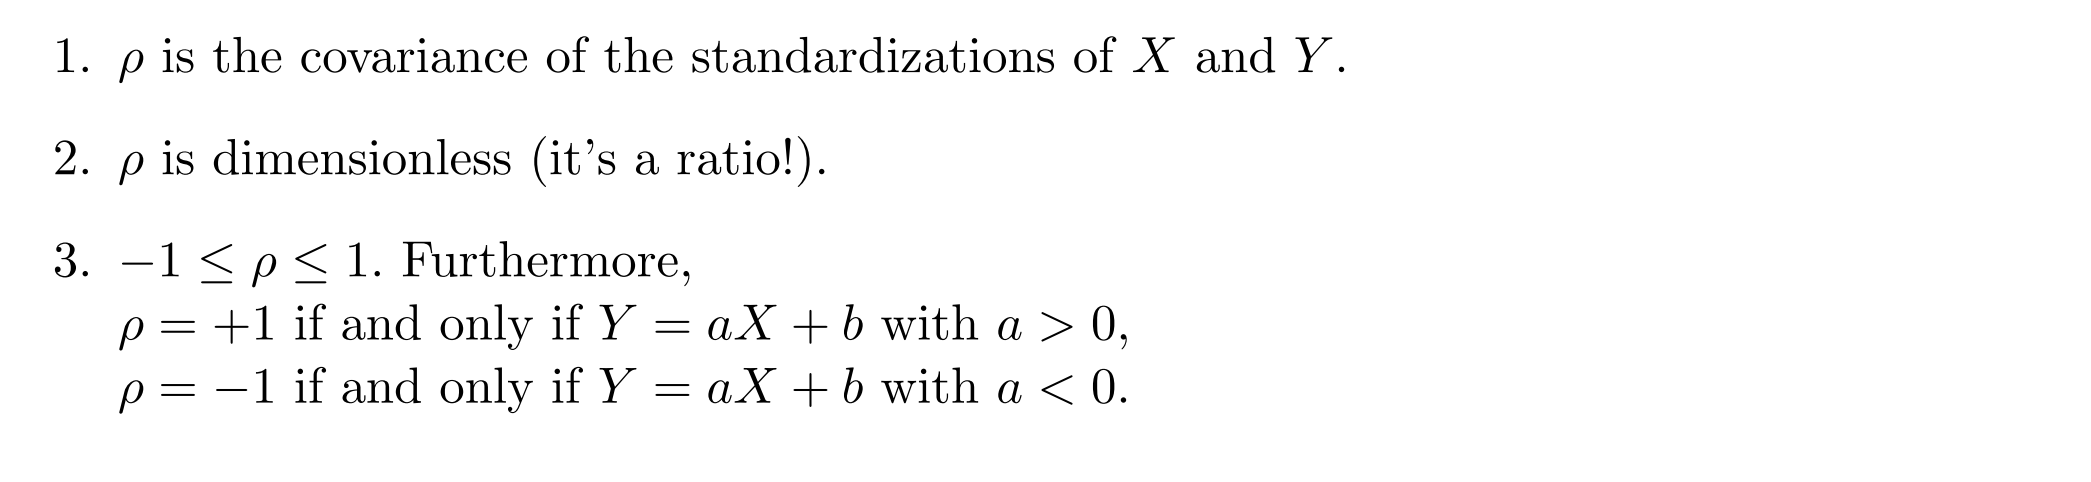 1. ρ is the covariance of the standardizations of X and Y.
2. ρ is dimensionless (it's a ratio!).
3. −1 ≤ ρ ≤ 1. Furthermore,
ρ = +1 if and only if Y = aX + b with a > 0,
ρ = −1 if and only if Y = aX + b with a < 0.